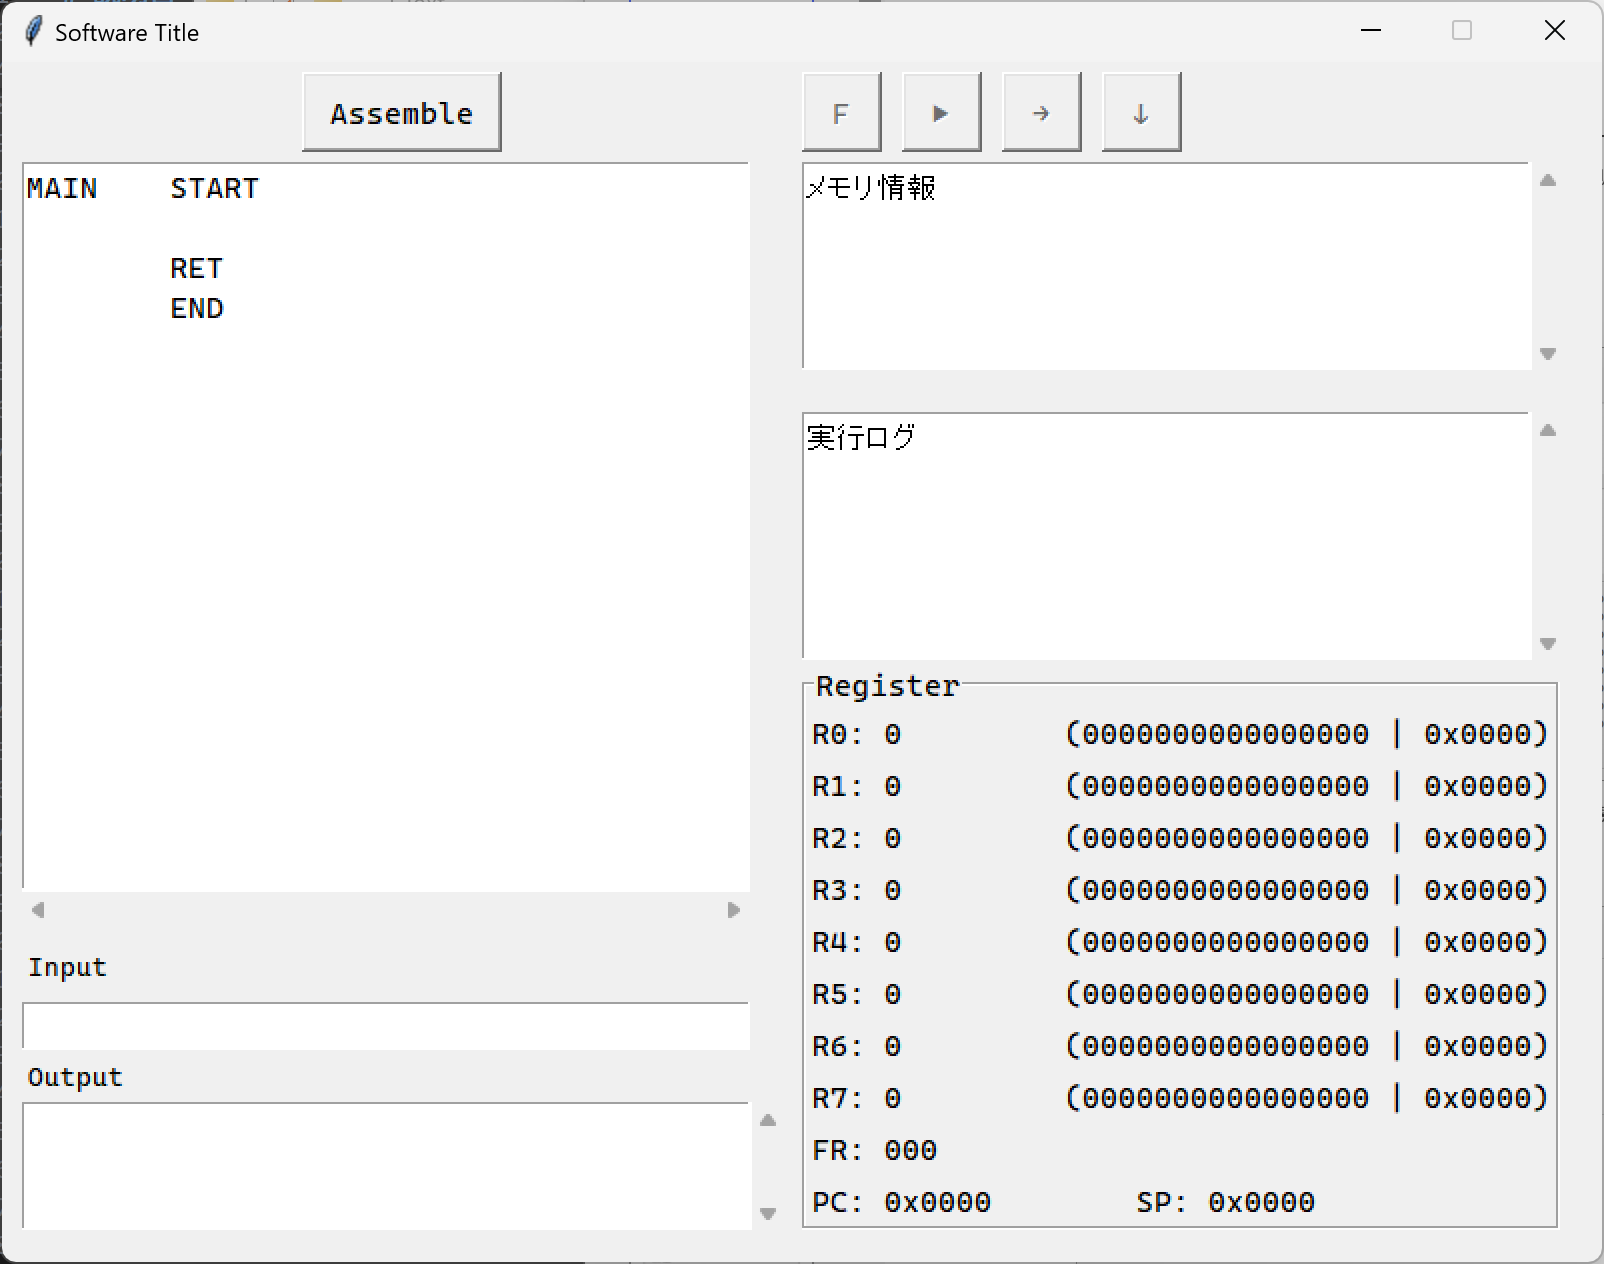 Software Title
Assemble
F ▶ → ↓
MAIN    START
        RET
        END
Input
Output
メモリ情報
実行ログ
Register
R0: 0         (0000000000000000 | 0x0000)
R1: 0         (0000000000000000 | 0x0000)
R2: 0         (0000000000000000 | 0x0000)
R3: 0         (0000000000000000 | 0x0000)
R4: 0         (0000000000000000 | 0x0000)
R5: 0         (0000000000000000 | 0x0000)
R6: 0         (0000000000000000 | 0x0000)
R7: 0         (0000000000000000 | 0x0000)
FR: 000
PC: 0x0000        SP: 0x0000